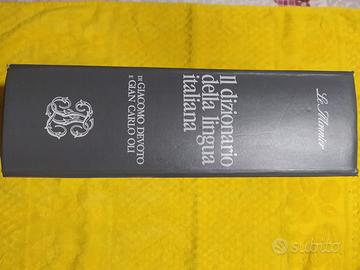 Le Monnier
Il dizionario
della lingua
italiana
DI GIACOMO DEVOTO
E GIAN CARLO OLI
subito